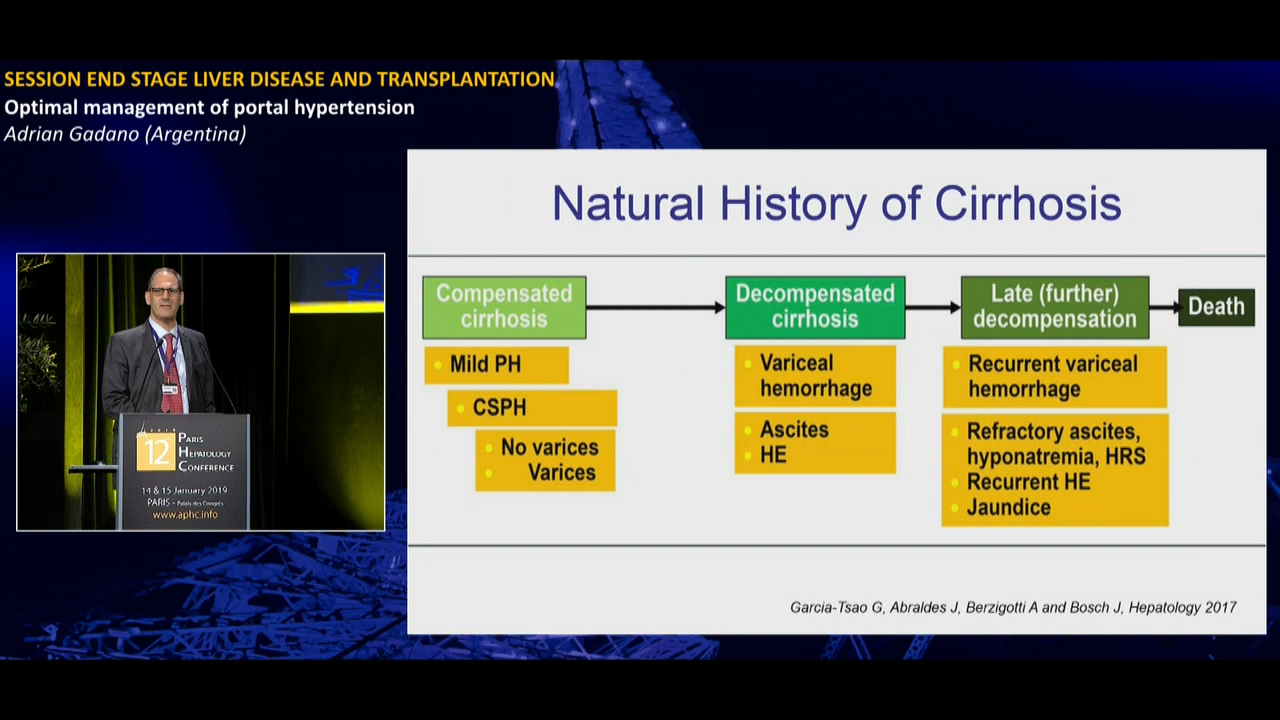 SESSION END STAGE LIVER DISEASE AND TRANSPLANTATION
Optimal management of portal hypertension
Adrian Gadano (Argentina)
Natural History of Cirrhosis
Compensated
cirrhosis
Decompensated
cirrhosis
Late (further)
decompensation
Death
• Mild PH
• CSPH
• No varices
• Varices
• Variceal
hemorrhage
• Ascites
• HE
• Recurrent variceal
hemorrhage
• Refractory ascites,
hyponatremia, HRS
• Recurrent HE
• Jaundice
Garcia-Tsao G, Abraldes J, Berzigotti A and Bosch J, Hepatology 2017
12
PARIS
HEPATOLOGY
CONFERENCE
14 & 15 January 2019
PARIS - Palais des Congrès
www.aphc.info